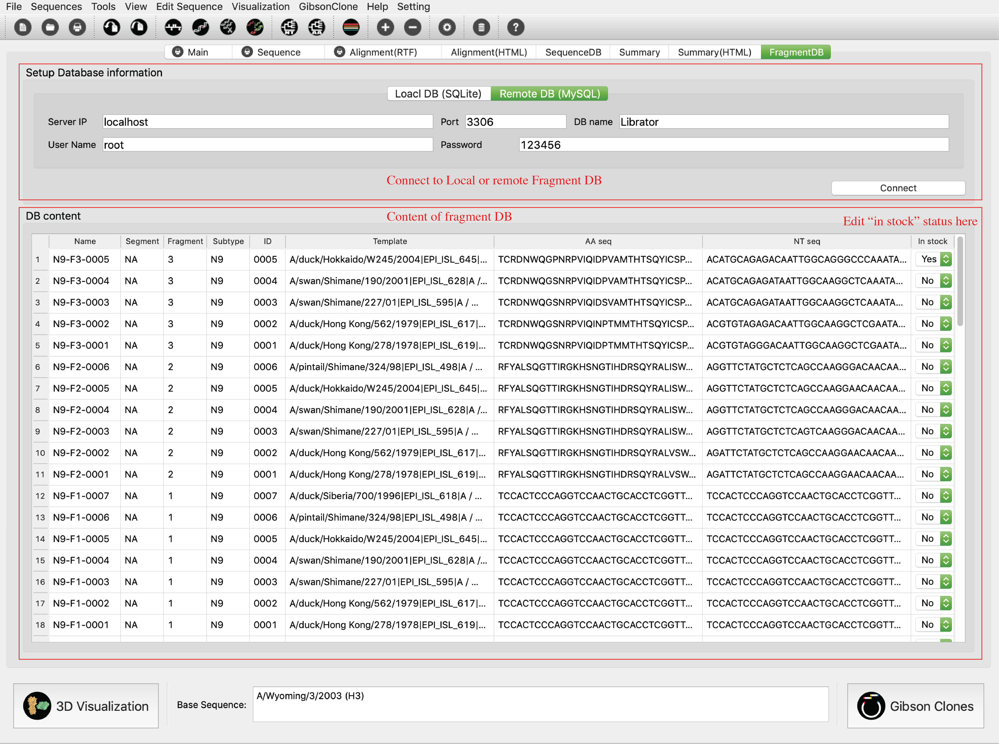 File Sequences Tools View Edit Sequence Visualization GibsonClone Help Setting
NT AA ?
Main Sequence Alignment(RTF) Alignment(HTML) SequenceDB Summary Summary(HTML) FragmentDB
Setup Database information
Loacl DB (SQLite) Remote DB (MySQL)
Server IP localhost Port 3306 DB name Librator
User Name root Password 123456
Connect to Local or remote Fragment DB
Connect
DB content
Content of fragment DB
Edit “in stock” status here
Name Segment Fragment Subtype ID Template AA seq NT seq In stock
1 N9-F3-0005 NA 3 N9 0005 A/duck/Hokkaido/W245/2004|EPI_ISL_645|... TCRDNWQGPNRPVIQIDPVAMTHTSQYICSP... ACATGCAGAGACAATTGGCAGGGCCCAAATA... Yes
2 N9-F3-0004 NA 3 N9 0004 A/swan/Shimane/190/2001|EPI_ISL_628|A /... TCRDNWQGSNRPVIQIDPVAMTHTSQYICSP... ACATGCAGAGATAATTGGCAAGGCTCAAATA... No
3 N9-F3-0003 NA 3 N9 0003 A/swan/Shimane/227/01|EPI_ISL_595|A / ... TCRDNWQGSNRPVIQIDSVAMTHTSQYICSP... ACATGCAGAGATAATTGGCAAGGCTCAAATA... No
4 N9-F3-0002 NA 3 N9 0002 A/duck/Hong Kong/562/1979|EPI_ISL_617|... TCRDNWQGSNRPVIQINPTMMTHTSQYICSP... ACGTGTAGAGACAATTGGCAAGGCTCGAATA... No
5 N9-F3-0001 NA 3 N9 0001 A/duck/Hong Kong/278/1978|EPI_ISL_619|... TCRDNWQGSNRPVIQIDPTMMTHTSQYICSP... ACGTGTAGGGACAATTGGCAAGGCTCGAATA... No
6 N9-F2-0006 NA 2 N9 0006 A/pintail/Shimane/324/98|EPI_ISL_498|A / ... RFYALSQGTTIRGKHSNGTIHDRSQYRALISW... AGGTTCTATGCTCTCAGCCAAGGGACAACAA... No
7 N9-F2-0005 NA 2 N9 0005 A/duck/Hokkaido/W245/2004|EPI_ISL_645|... RFYALSQGTTIRGKHSNGTIHDRSQYRALISW... AGGTTCTATGCTCTCAGCCAAGGAACAACAA... No
8 N9-F2-0004 NA 2 N9 0004 A/swan/Shimane/190/2001|EPI_ISL_628|A /... RFYALSQGTTIRGKHSNGTIHDRSQYRALISW... AGGTTCTATGCTCTCAGCCAAGGGACAACAA... No
9 N9-F2-0003 NA 2 N9 0003 A/swan/Shimane/227/01|EPI_ISL_595|A / ... RFYALSQGTTIRGKHSNGTIHDRSQYRALISW... AGGTTCTATGCTCTCAGTCAAGGGACAACAA... No
10 N9-F2-0002 NA 2 N9 0002 A/duck/Hong Kong/562/1979|EPI_ISL_617|... RFYALSQGTTIRGKHSNGTIHDRSQYRALVSW... AGATTCTATGCTCTCAGCCAAGGAACAACAA... No
11 N9-F2-0001 NA 2 N9 0001 A/duck/Hong Kong/278/1978|EPI_ISL_619|... RFYALSQGTTIRGKHSNGTIHDRSQYRALVSW... AGATTCTATGCTCTCAGCCAAGGAACAACAA... No
12 N9-F1-0007 NA 1 N9 0007 A/duck/Siberia/700/1996|EPI_ISL_618|A / ... TCCACTCCCAGGTCCAACTGCACCTCGGTT... TCCACTCCCAGGTCCAACTGCACCTCGGTT... No
13 N9-F1-0006 NA 1 N9 0006 A/pintail/Shimane/324/98|EPI_ISL_498|A / ... TCCACTCCCAGGTCCAACTGCACCTCGGTT... TCCACTCCCAGGTCCAACTGCACCTCGGTT... No
14 N9-F1-0005 NA 1 N9 0005 A/duck/Hokkaido/W245/2004|EPI_ISL_645|... TCCACTCCCAGGTCCAACTGCACCTCGGTT... TCCACTCCCAGGTCCAACTGCACCTCGGTT... No
15 N9-F1-0004 NA 1 N9 0004 A/swan/Shimane/190/2001|EPI_ISL_628|A /... TCCACTCCCAGGTCCAACTGCACCTCGGTT... TCCACTCCCAGGTCCAACTGCACCTCGGTT... No
16 N9-F1-0003 NA 1 N9 0003 A/swan/Shimane/227/01|EPI_ISL_595|A / ... TCCACTCCCAGGTCCAACTGCACCTCGGTT... TCCACTCCCAGGTCCAACTGCACCTCGGTT... No
17 N9-F1-0002 NA 1 N9 0002 A/duck/Hong Kong/562/1979|EPI_ISL_617|... TCCACTCCCAGGTCCAACTGCACCTCGGTT... TCCACTCCCAGGTCCAACTGCACCTCGGTT... No
18 N9-F1-0001 NA 1 N9 0001 A/duck/Hong Kong/278/1978|EPI_ISL_619|... TCCACTCCCAGGTCCAACTGCACCTCGGTT... TCCACTCCCAGGTCCAACTGCACCTCGGTT... No
3D Visualization Base Sequence: A/Wyoming/3/2003 (H3) Gibson Clones